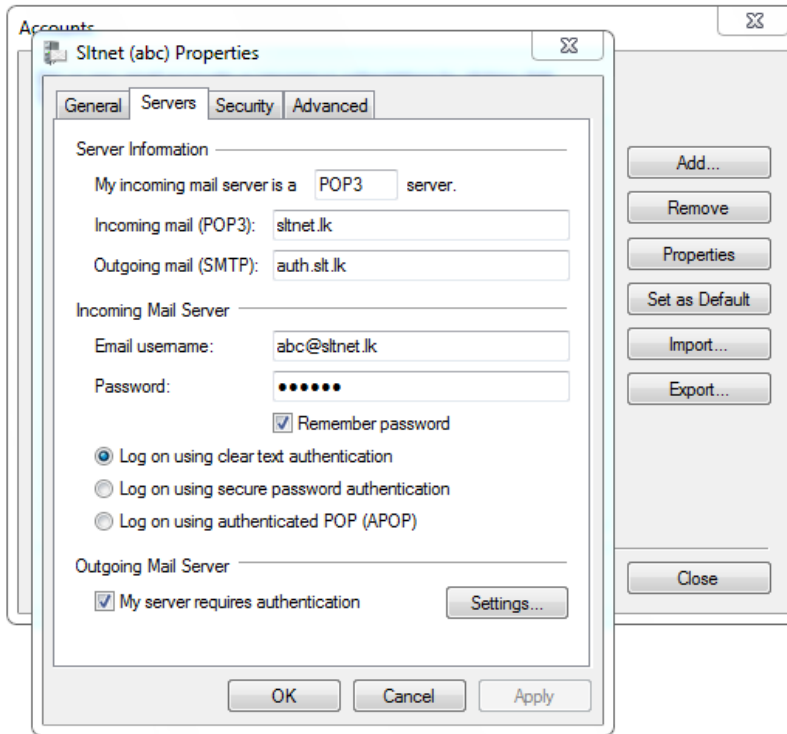 Accounts
Sltnet (abc) Properties
General Servers Security Advanced
Server Information
My incoming mail server is a POP3 server.
Incoming mail (POP3): sltnet.lk
Outgoing mail (SMTP): auth.slt.lk
Incoming Mail Server
Email username: abc@sltnet.lk
Password: ••••••
Remember password
Log on using clear text authentication
Log on using secure password authentication
Log on using authenticated POP (APOP)
Outgoing Mail Server
My server requires authentication Settings...
OK Cancel Apply
Add...
Remove
Properties
Set as Default
Import...
Export...
Close